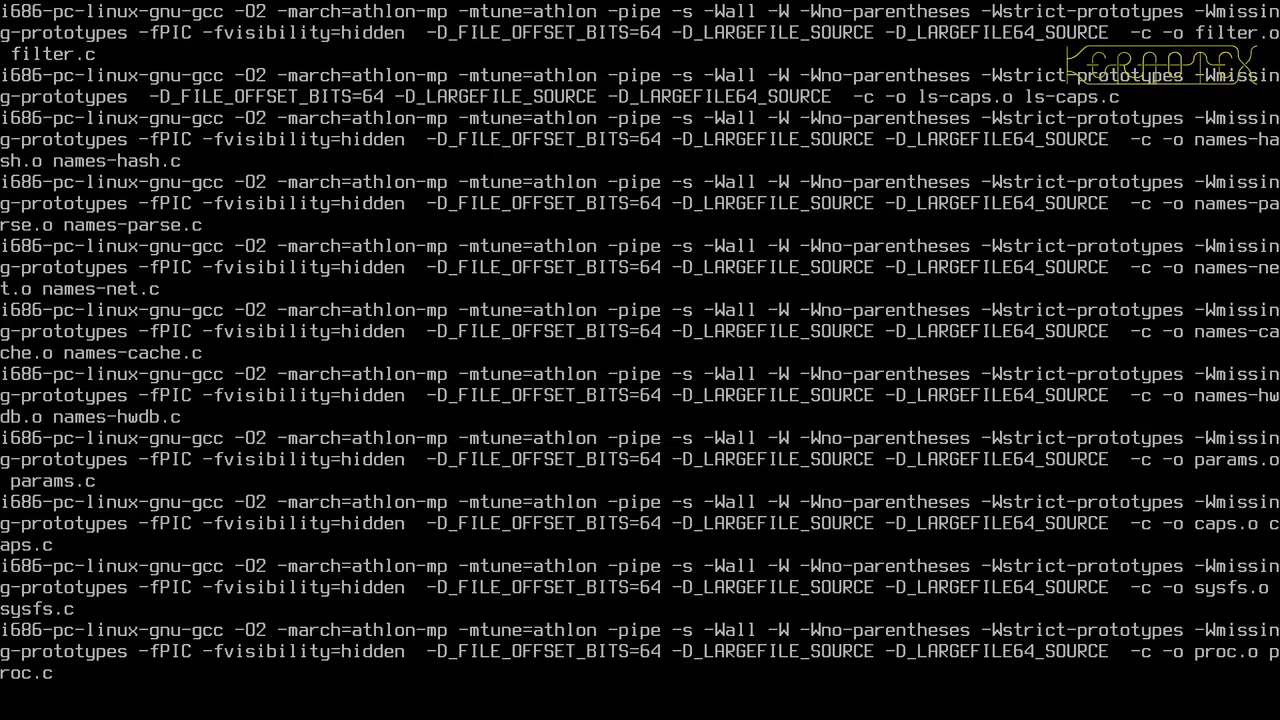 i686-pc-linux-gnu-gcc -O2 -march=athlon-mp -mtune=athlon -pipe -s -Wall -W -Wno-parentheses -Wstrict-prototypes -Wmissin
g-prototypes -fPIC -fvisibility=hidden  -D_FILE_OFFSET_BITS=64 -D_LARGEFILE_SOURCE -D_LARGEFILE64_SOURCE  -c -o filter.o
 filter.c
KERAOTEX
i686-pc-linux-gnu-gcc -O2 -march=athlon-mp -mtune=athlon -pipe -s -Wall -W -Wno-parentheses -Wstrict-prototypes -Wmissin
g-prototypes  -D_FILE_OFFSET_BITS=64 -D_LARGEFILE_SOURCE -D_LARGEFILE64_SOURCE  -c -o ls-caps.o ls-caps.c
i686-pc-linux-gnu-gcc -O2 -march=athlon-mp -mtune=athlon -pipe -s -Wall -W -Wno-parentheses -Wstrict-prototypes -Wmissin
g-prototypes -fPIC -fvisibility=hidden  -D_FILE_OFFSET_BITS=64 -D_LARGEFILE_SOURCE -D_LARGEFILE64_SOURCE  -c -o names-ha
sh.o names-hash.c
i686-pc-linux-gnu-gcc -O2 -march=athlon-mp -mtune=athlon -pipe -s -Wall -W -Wno-parentheses -Wstrict-prototypes -Wmissin
g-prototypes -fPIC -fvisibility=hidden  -D_FILE_OFFSET_BITS=64 -D_LARGEFILE_SOURCE -D_LARGEFILE64_SOURCE  -c -o names-pa
rse.o names-parse.c
i686-pc-linux-gnu-gcc -O2 -march=athlon-mp -mtune=athlon -pipe -s -Wall -W -Wno-parentheses -Wstrict-prototypes -Wmissin
g-prototypes -fPIC -fvisibility=hidden  -D_FILE_OFFSET_BITS=64 -D_LARGEFILE_SOURCE -D_LARGEFILE64_SOURCE  -c -o names-ne
t.o names-net.c
i686-pc-linux-gnu-gcc -O2 -march=athlon-mp -mtune=athlon -pipe -s -Wall -W -Wno-parentheses -Wstrict-prototypes -Wmissin
g-prototypes -fPIC -fvisibility=hidden  -D_FILE_OFFSET_BITS=64 -D_LARGEFILE_SOURCE -D_LARGEFILE64_SOURCE  -c -o names-ca
che.o names-cache.c
i686-pc-linux-gnu-gcc -O2 -march=athlon-mp -mtune=athlon -pipe -s -Wall -W -Wno-parentheses -Wstrict-prototypes -Wmissin
g-prototypes -fPIC -fvisibility=hidden  -D_FILE_OFFSET_BITS=64 -D_LARGEFILE_SOURCE -D_LARGEFILE64_SOURCE  -c -o names-hw
db.o names-hwdb.c
i686-pc-linux-gnu-gcc -O2 -march=athlon-mp -mtune=athlon -pipe -s -Wall -W -Wno-parentheses -Wstrict-prototypes -Wmissin
g-prototypes -fPIC -fvisibility=hidden  -D_FILE_OFFSET_BITS=64 -D_LARGEFILE_SOURCE -D_LARGEFILE64_SOURCE  -c -o params.o
 params.c
i686-pc-linux-gnu-gcc -O2 -march=athlon-mp -mtune=athlon -pipe -s -Wall -W -Wno-parentheses -Wstrict-prototypes -Wmissin
g-prototypes -fPIC -fvisibility=hidden  -D_FILE_OFFSET_BITS=64 -D_LARGEFILE_SOURCE -D_LARGEFILE64_SOURCE  -c -o caps.o c
aps.c
i686-pc-linux-gnu-gcc -O2 -march=athlon-mp -mtune=athlon -pipe -s -Wall -W -Wno-parentheses -Wstrict-prototypes -Wmissin
g-prototypes -fPIC -fvisibility=hidden  -D_FILE_OFFSET_BITS=64 -D_LARGEFILE_SOURCE -D_LARGEFILE64_SOURCE  -c -o sysfs.o
sysfs.c
i686-pc-linux-gnu-gcc -O2 -march=athlon-mp -mtune=athlon -pipe -s -Wall -W -Wno-parentheses -Wstrict-prototypes -Wmissin
g-prototypes -fPIC -fvisibility=hidden  -D_FILE_OFFSET_BITS=64 -D_LARGEFILE_SOURCE -D_LARGEFILE64_SOURCE  -c -o proc.o p
roc.c